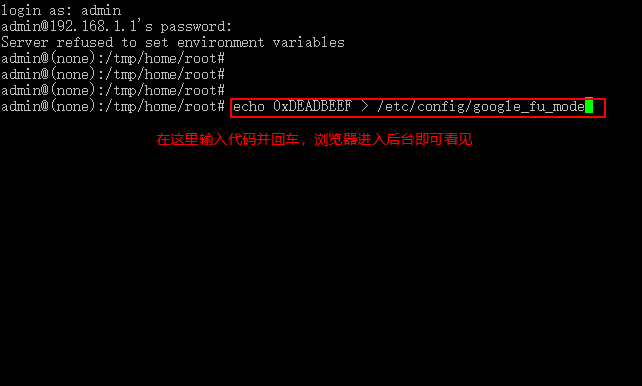 login as: admin
admin@192.168.1.1's password:
Server refused to set environment variables
admin@(none):/tmp/home/root#
admin@(none):/tmp/home/root#
admin@(none):/tmp/home/root#
admin@(none):/tmp/home/root# echo 0xDEADBEEF > /etc/config/google_fu_mode
在这里输入代码并回车，浏览器进入后台即可看见